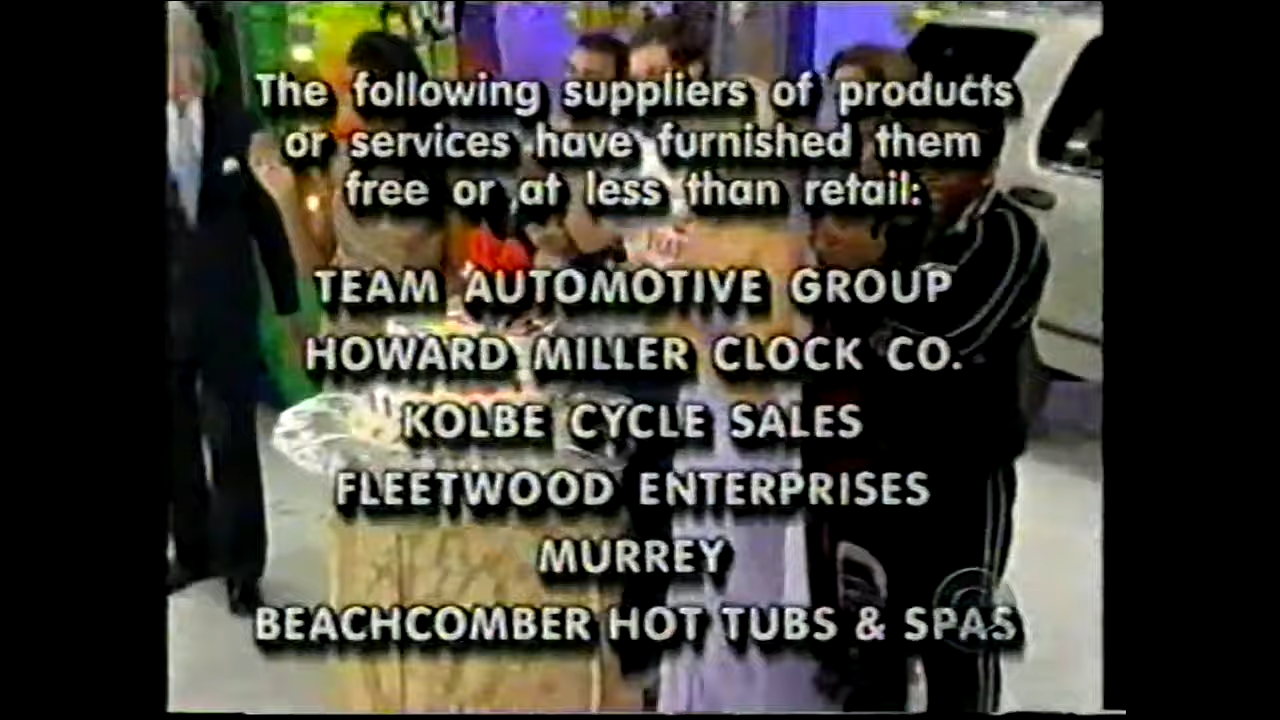 The following suppliers of products
or services have furnished them
free or at less than retail:
TEAM AUTOMOTIVE GROUP
HOWARD MILLER CLOCK CO.
KOLBE CYCLE SALES
FLEETWOOD ENTERPRISES
MURREY
BEACHCOMBER HOT TUBS & SPAS